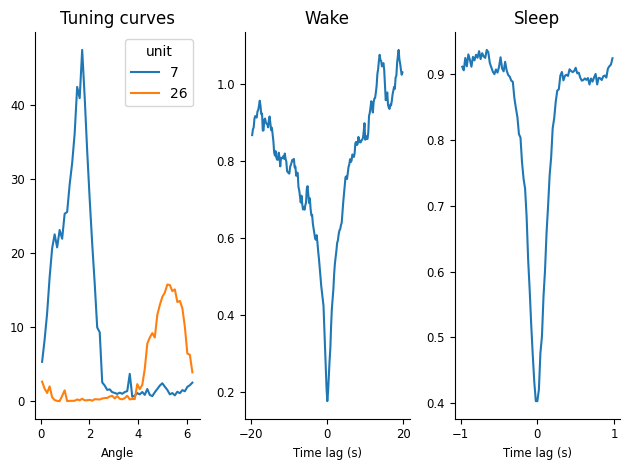 Tuning curves
unit
7
26
40
30
20
10
0
0 2 4 6
Angle
Wake
1.0
0.8
0.6
0.4
0.2
−20 0 20
Time lag (s)
Sleep
0.9
0.8
0.7
0.6
0.5
0.4
−1 0 1
Time lag (s)